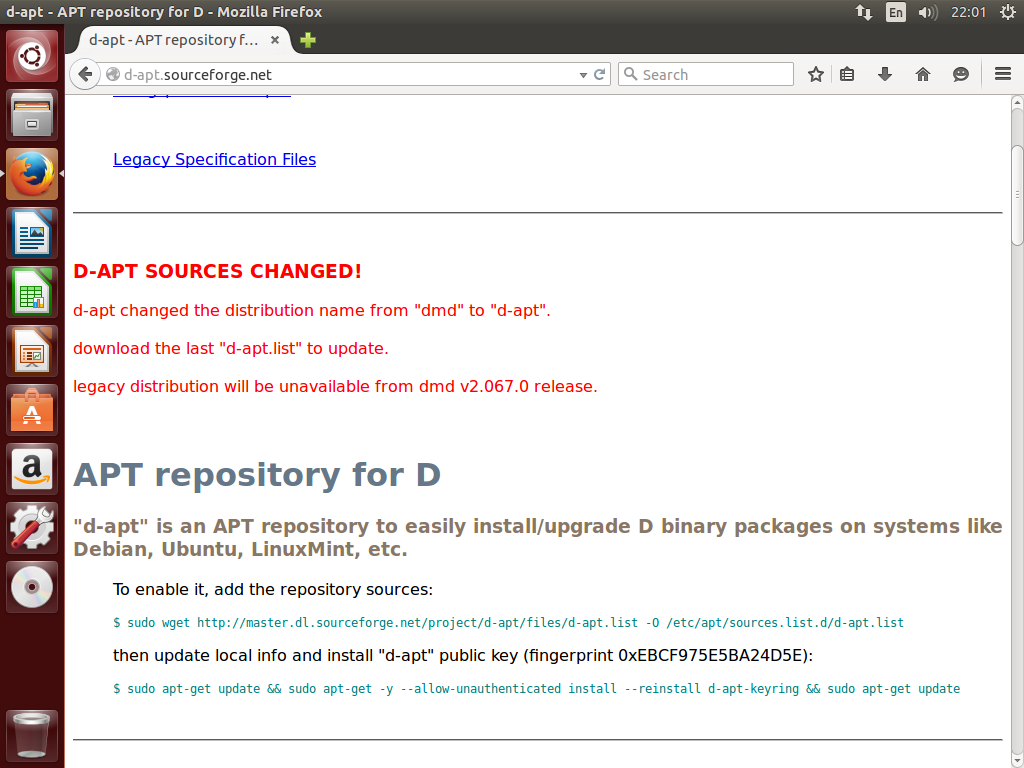 d-apt - APT repository for D - Mozilla Firefox
En
22:01
d-apt - APT repository f...
d-apt.sourceforge.net
Search
Legacy Specification Files
D-APT SOURCES CHANGED!
d-apt changed the distribution name from "dmd" to "d-apt".
download the last "d-apt.list" to update.
legacy distribution will be unavailable from dmd v2.067.0 release.
APT repository for D
"d-apt" is an APT repository to easily install/upgrade D binary packages on systems like
Debian, Ubuntu, LinuxMint, etc.
To enable it, add the repository sources:
$ sudo wget http://master.dl.sourceforge.net/project/d-apt/files/d-apt.list -O /etc/apt/sources.list.d/d-apt.list
then update local info and install "d-apt" public key (fingerprint 0xEBCF975E5BA24D5E):
$ sudo apt-get update && sudo apt-get -y --allow-unauthenticated install --reinstall d-apt-keyring && sudo apt-get update